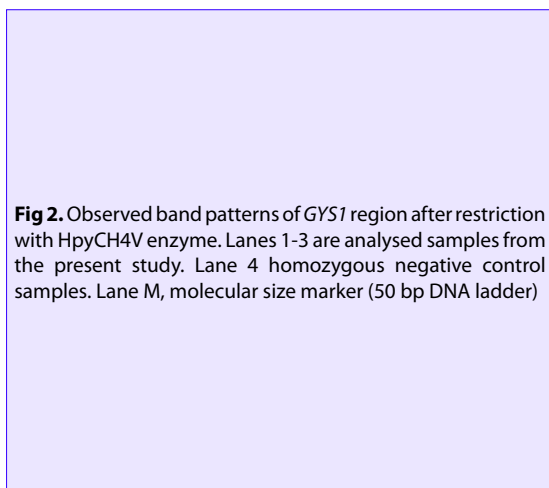 Fig 2. Observed band patterns of GYS1 region after restriction
with HpyCH4V enzyme. Lanes 1-3 are analysed samples from
the present study. Lane 4 homozygous negative control
samples. Lane M, molecular size marker (50 bp DNA ladder)